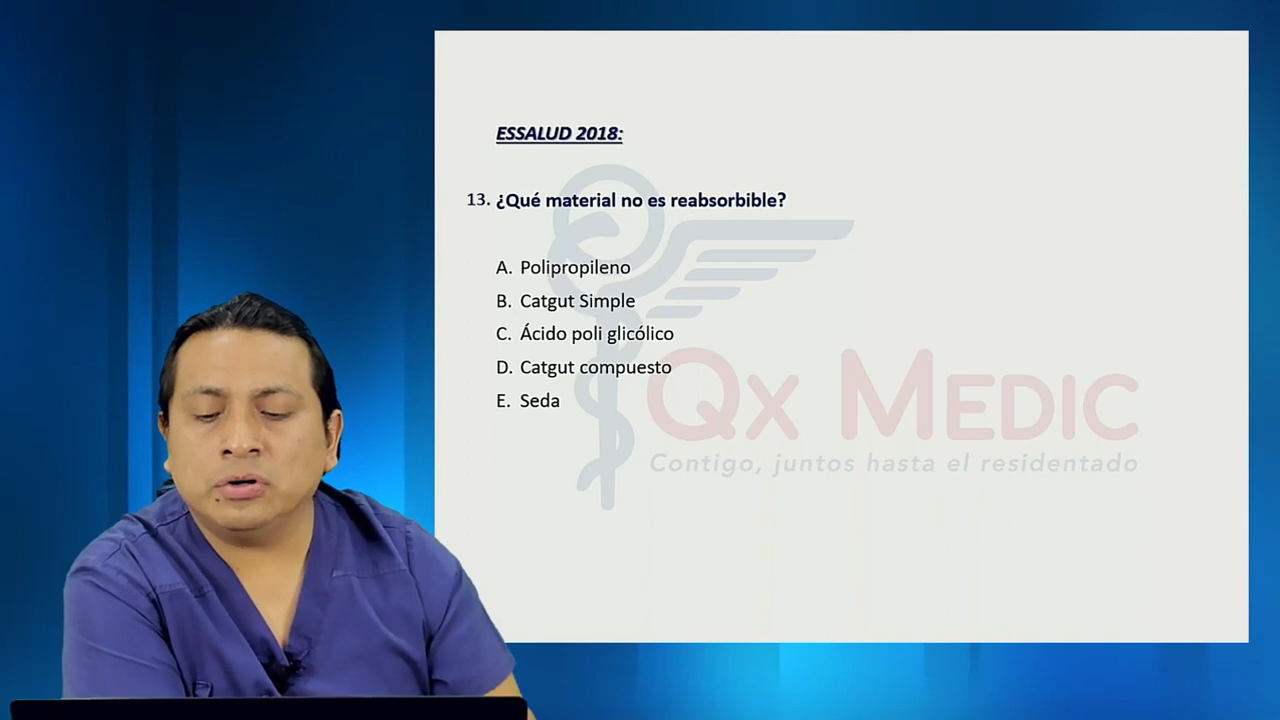 ESSALUD 2018:
13. ¿Qué material no es reabsorbible?
A. Polipropileno
B. Catgut Simple
C. Ácido poli glicólico
D. Catgut compuesto
E. Seda
Qx MEDIC
Contigo, juntos hasta el residentado